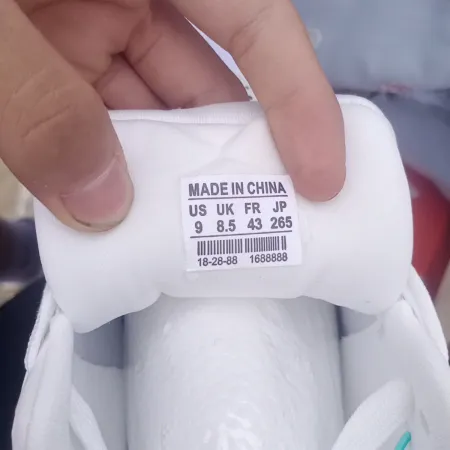 MADE IN CHINA
US UK FR JP
9 8.5 43 265
18-28-88 1688888